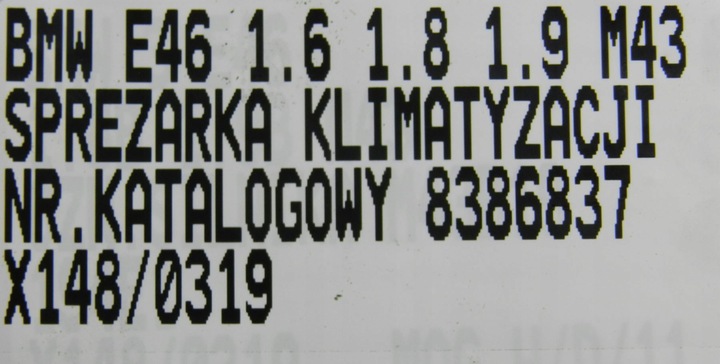 BMW E46 1.6 1.8 1.9 M43
SPREZARKA KLIMATYZACJI
NR.KATALOGOWY 8386837
X148/0319